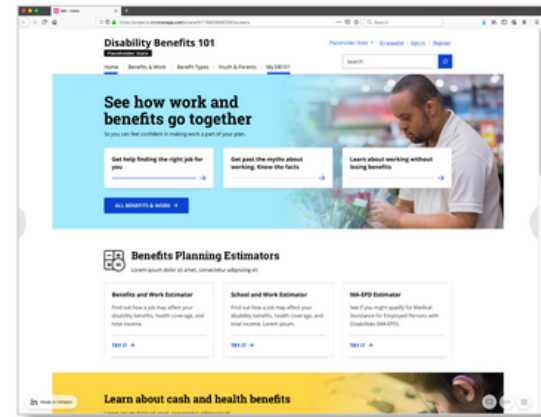 Disability Benefits 101
Placeholder State
Placeholder State
En español
Sign in
Register
Search
Home
Benefits & Work
Benefit Types
Youth & Parents
My DB101
See how work and
benefits go together
So you can feel confident in making work a part of your plan.
Get help finding the right job for
you
Get past the myths about
working. Know the facts
Learn about working without
losing benefits
ALL BENEFITS & WORK →
Benefits Planning Estimators
Lorem ipsum dolor sit amet, consectetur adipiscing elit.
Benefits and Work Estimator
Find out how a job may affect your
disability benefits, health coverage, and
total income.
TRY IT →
School and Work Estimator
Find out how a job may affect your
disability benefits, health coverage, and
total income. Lorem ipsum.
TRY IT →
MA-EPD Estimator
See if you might qualify for Medical
Assistance for Employed Persons with
Disabilities (MA-EPD).
TRY IT →
Learn about cash and health benefits
in Made in InVision